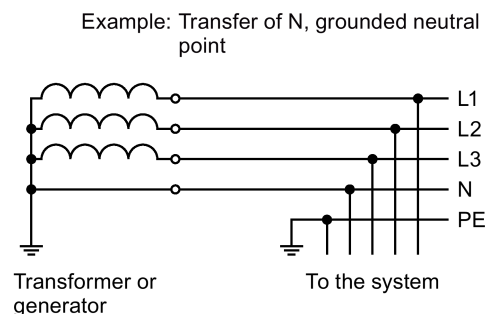 Example: Transfer of N, grounded neutral
point
L1
L2
L3
N
PE
Transformer or
generator
To the system